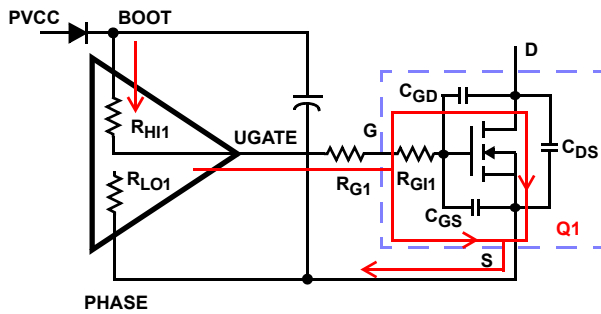 PVCC
BOOT
D
CGD
RHI1
UGATE
G
CDS
RLO1
RG1
RGI1
CGS
Q1
S
PHASE